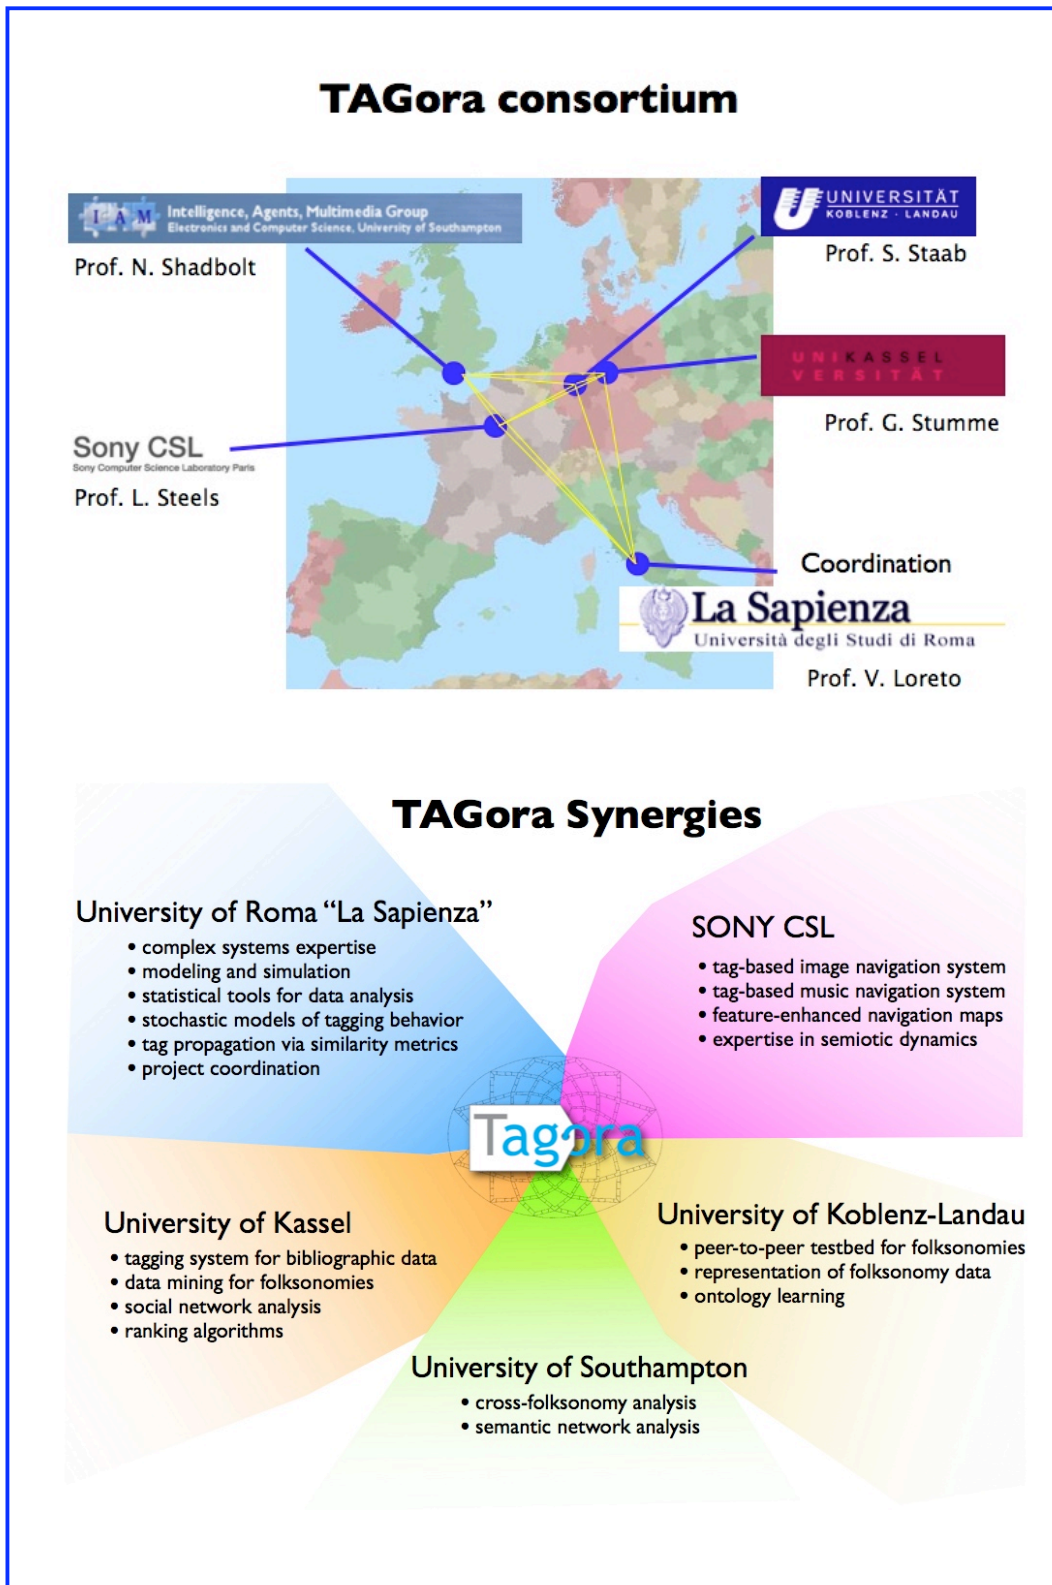 TAGora consortium
I A M
Intelligence, Agents, Multimedia Group
Electronics and Computer Science, University of Southampton
Prof. N. Shadbolt
UNIVERSITÄT
KOBLENZ · LANDAU
Prof. S. Staab
UNIKASSEL
VERSITÄT
Prof. G. Stumme
Sony CSL
Sony Computer Science Laboratory Paris
Prof. L. Steels
Coordination
La Sapienza
Università degli Studi di Roma
Prof. V. Loreto
TAGora Synergies
University of Roma “La Sapienza”
• complex systems expertise
• modeling and simulation
• statistical tools for data analysis
• stochastic models of tagging behavior
• tag propagation via similarity metrics
• project coordination
SONY CSL
• tag-based image navigation system
• tag-based music navigation system
• feature-enhanced navigation maps
• expertise in semiotic dynamics
Tagora
University of Kassel
• tagging system for bibliographic data
• data mining for folksonomies
• social network analysis
• ranking algorithms
University of Koblenz-Landau
• peer-to-peer testbed for folksonomies
• representation of folksonomy data
• ontology learning
University of Southampton
• cross-folksonomy analysis
• semantic network analysis